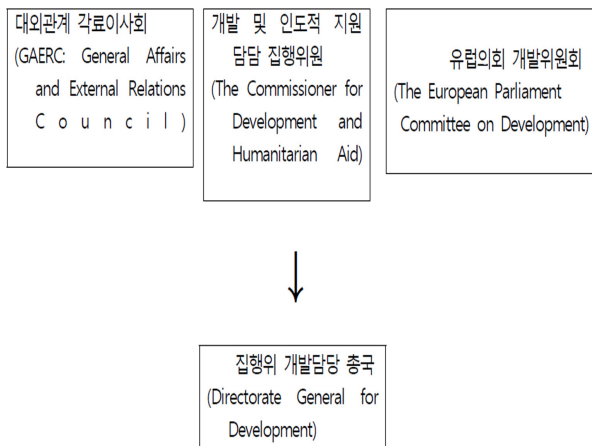 대외관계 각료이사회
(GAERC: General Affairs
and External Relations
Council)
개발 및 인도적 지원
담담 집행위원
(The Commissioner for
Development and
Humanitarian Aid)
유럽의회 개발위원회
(The European Parliament
Committee on Development)
↓
집행위 개발담당 총국
(Directorate General for
Development)